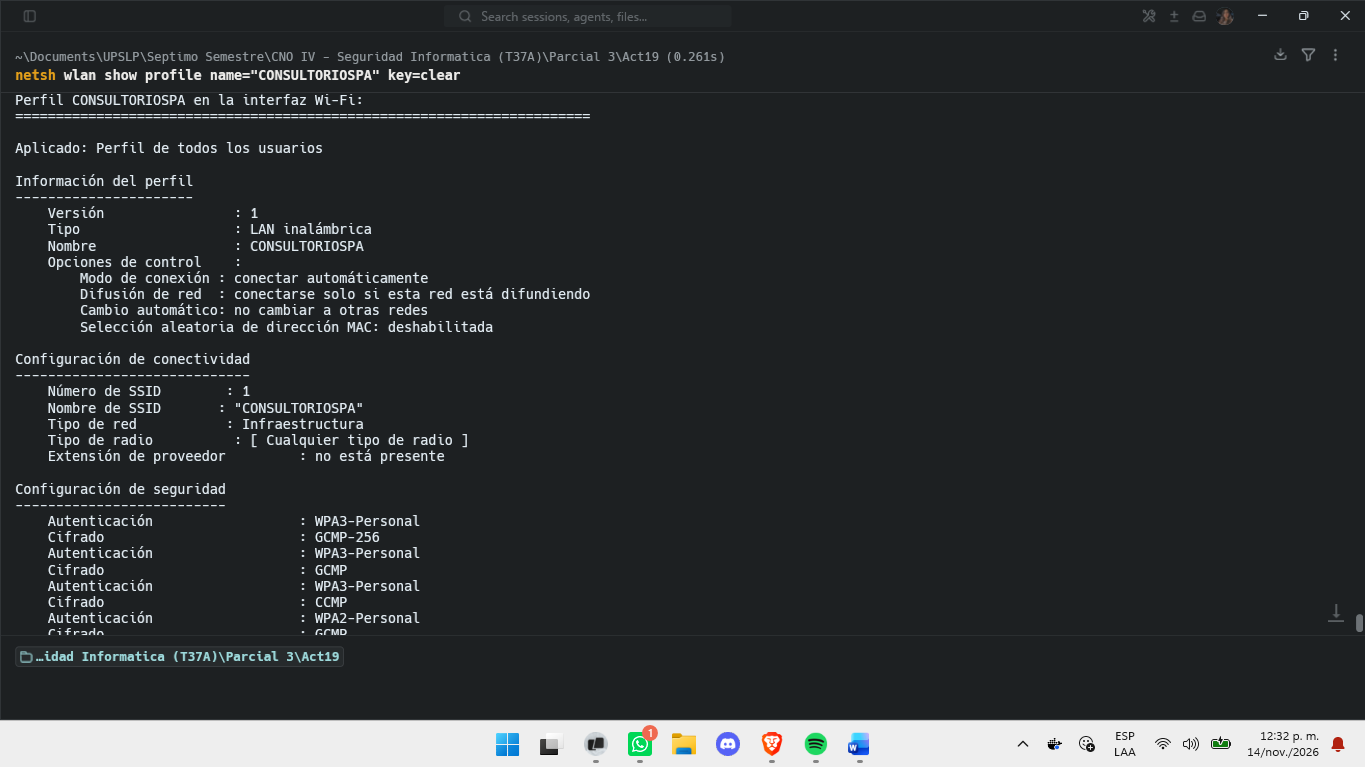 Search sessions, agents, files...
~\Documents\UPSLP\Septimo Semestre\CNO IV - Seguridad Informatica (T37A)\Parcial 3\Act19 (0.261s)
netsh wlan show profile name="CONSULTORIOSPA" key=clear
Perfil CONSULTORIOSPA en la interfaz Wi-Fi:
=======================================================================
Aplicado: Perfil de todos los usuarios
Información del perfil
----------------------
Versión : 1
Tipo : LAN inalámbrica
Nombre : CONSULTORIOSPA
Opciones de control :
Modo de conexión : conectar automáticamente
Difusión de red : conectarse solo si esta red está difundiendo
Cambio automático: no cambiar a otras redes
Selección aleatoria de dirección MAC: deshabilitada
Configuración de conectividad
-----------------------------
Número de SSID : 1
Nombre de SSID : "CONSULTORIOSPA"
Tipo de red : Infraestructura
Tipo de radio : [ Cualquier tipo de radio ]
Extensión de proveedor : no está presente
Configuración de seguridad
--------------------------
Autenticación : WPA3-Personal
Cifrado : GCMP-256
Autenticación : WPA3-Personal
Cifrado : GCMP
Autenticación : WPA3-Personal
Cifrado : CCMP
Autenticación : WPA2-Personal
Cifrado : GCMP
…idad Informatica (T37A)\Parcial 3\Act19
1
W
ESP
LAA
12:32 p. m.
14/nov./2026